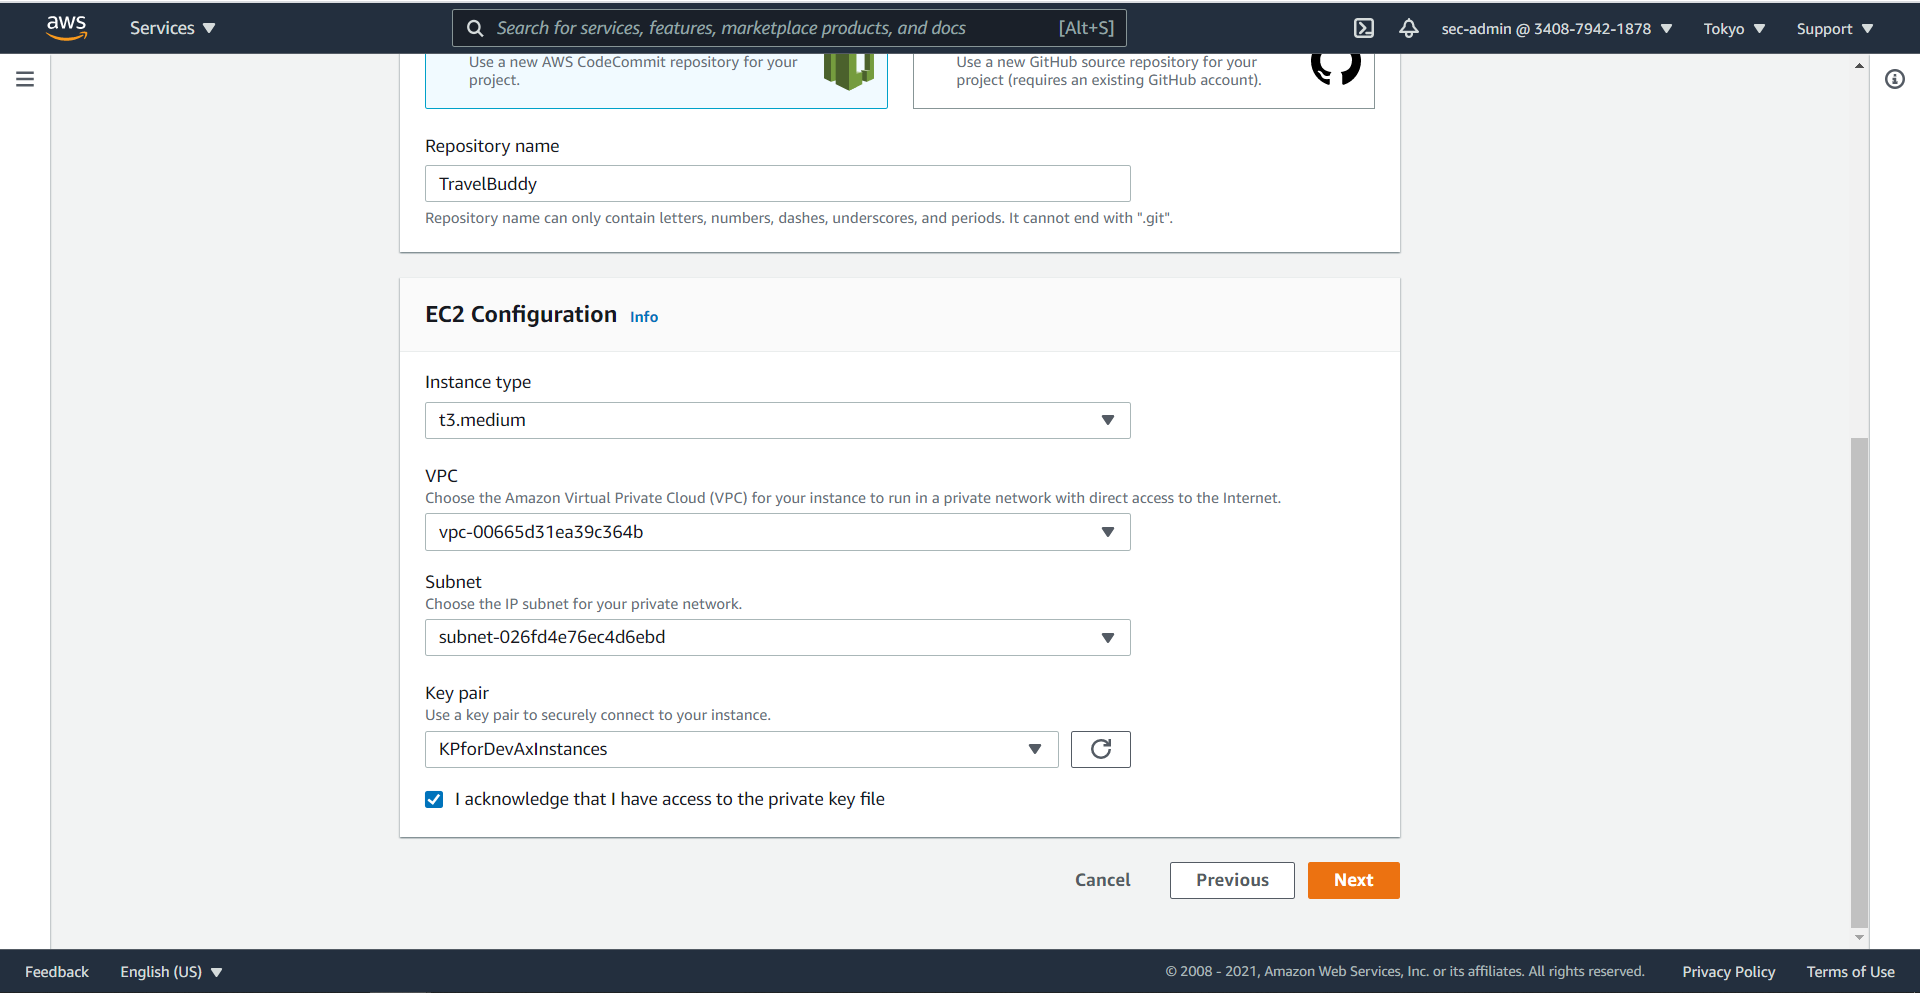 aws Services Search for services, features, marketplace products, and docs [Alt+S] sec-admin @ 3408-7942-1878 Tokyo Support
Use a new AWS CodeCommit repository for your project.
Use a new GitHub source repository for your project (requires an existing GitHub account).
Repository name
TravelBuddy
Repository name can only contain letters, numbers, dashes, underscores, and periods. It cannot end with ".git".
EC2 Configuration Info
Instance type
t3.medium
VPC
Choose the Amazon Virtual Private Cloud (VPC) for your instance to run in a private network with direct access to the Internet.
vpc-00665d31ea39c364b
Subnet
Choose the IP subnet for your private network.
subnet-026fd4e76ec4d6ebd
Key pair
Use a key pair to securely connect to your instance.
KPforDevAxInstances
I acknowledge that I have access to the private key file
Cancel Previous Next
Feedback English (US) © 2008 - 2021, Amazon Web Services, Inc. or its affiliates. All rights reserved. Privacy Policy Terms of Use